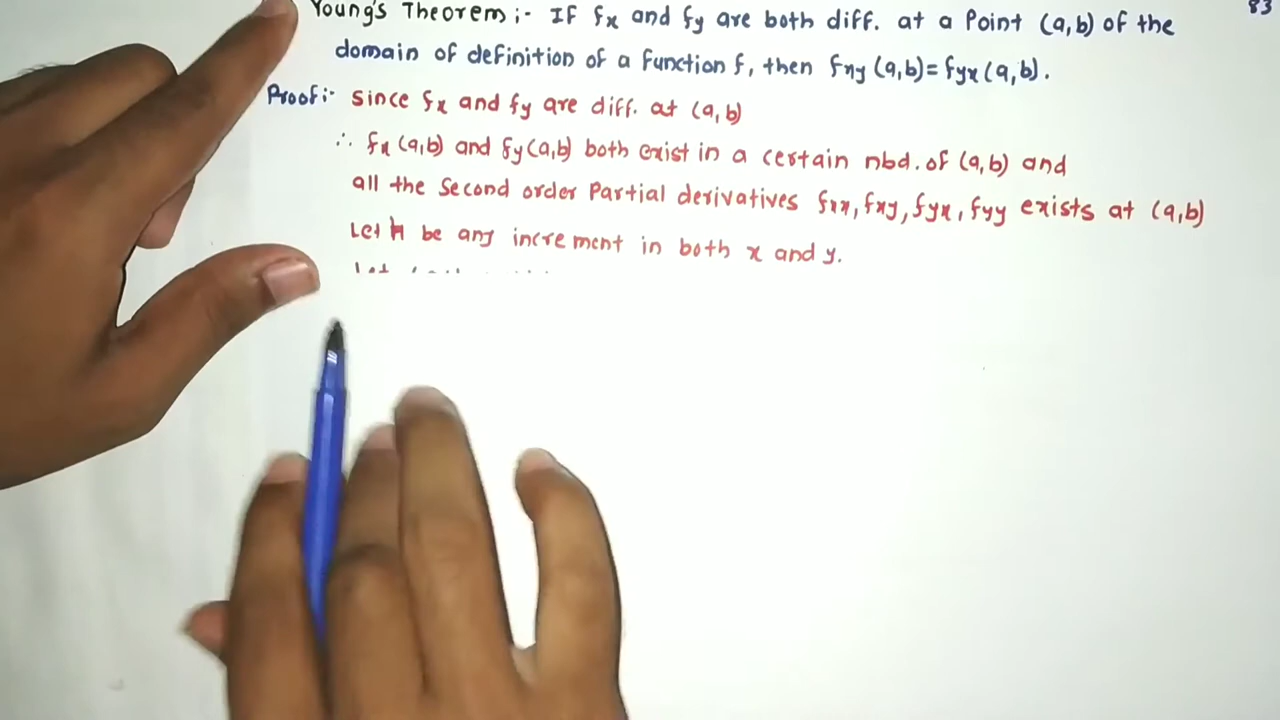 83
Young's Theorem :- IF fx and fy are both diff. at a Point (a,b) of the
domain of definition of a function f, then fxy (a,b) = fyx (a,b).
Proof:- since fx and fy are diff. at (a,b)
∴ fx (a,b) and fy (a,b) both exist in a certain nbd. of (a,b) and
all the second order Partial derivatives fxx, fxy, fyx, fyy exists at (a,b)
Let h be any increment in both x and y.
Let